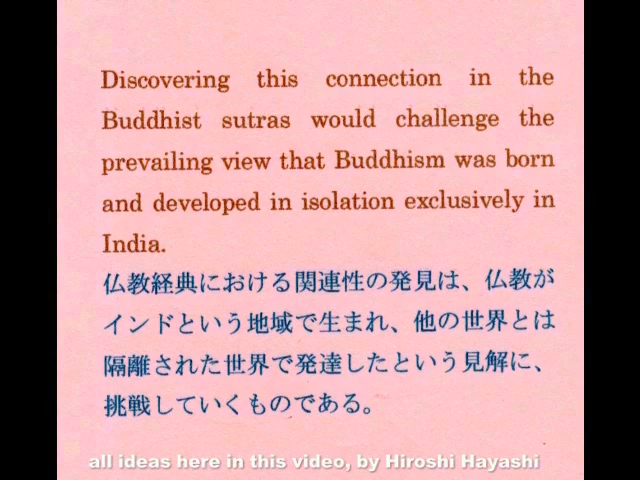 Discovering this connection in the
Buddhist sutras would challenge the
prevailing view that Buddhism was born
and developed in isolation exclusively in
India.
仏教経典における関連性の発見は、仏教が
インドという地域で生まれ、他の世界とは
隔離された世界で発達したという見解に、
挑戦していくものである。
all ideas here in this video, by Hiroshi Hayashi